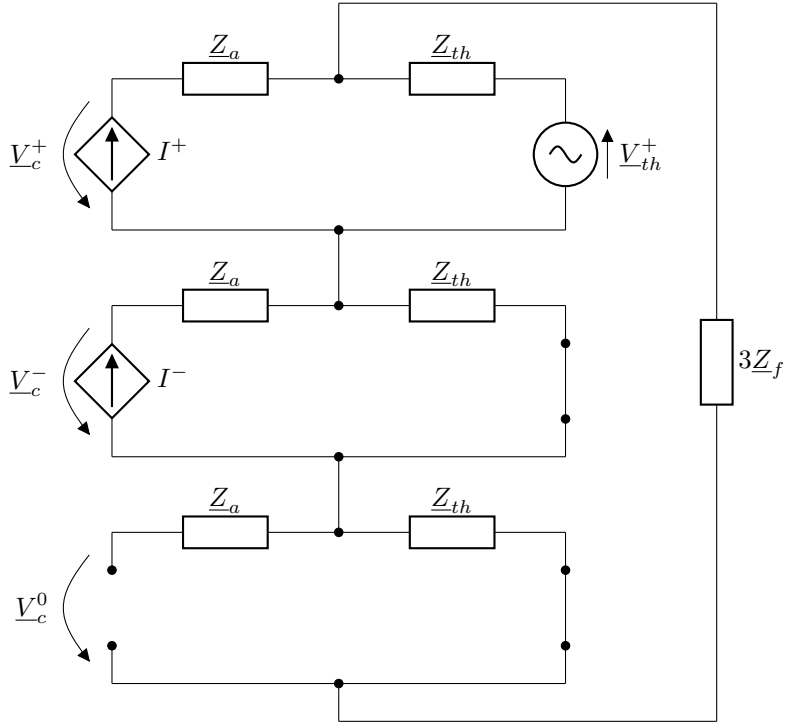 Z_a Z_th
V_c^+ I^+ V_th^+
Z_a Z_th
V_c^- I^- 3Z_f
Z_a Z_th
V_c^0